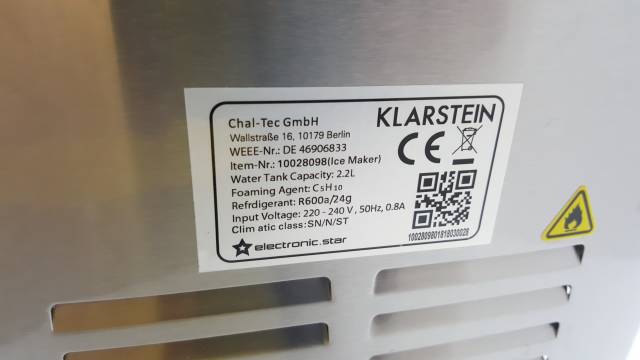 Chal-Tec GmbH
KLARSTEIN
Wallstraße 16, 10179 Berlin
WEEE-Nr.: DE 46906833
Item-Nr.: 10028098(Ice Maker)
Water Tank Capacity: 2.2L
Foaming Agent: C5H10
Refrdigerant: R600a/24g
Input Voltage: 220 - 240 V , 50Hz, 0.8A
Clim atic class: SN/N/ST
electronic.star
CE
1002809801818030028